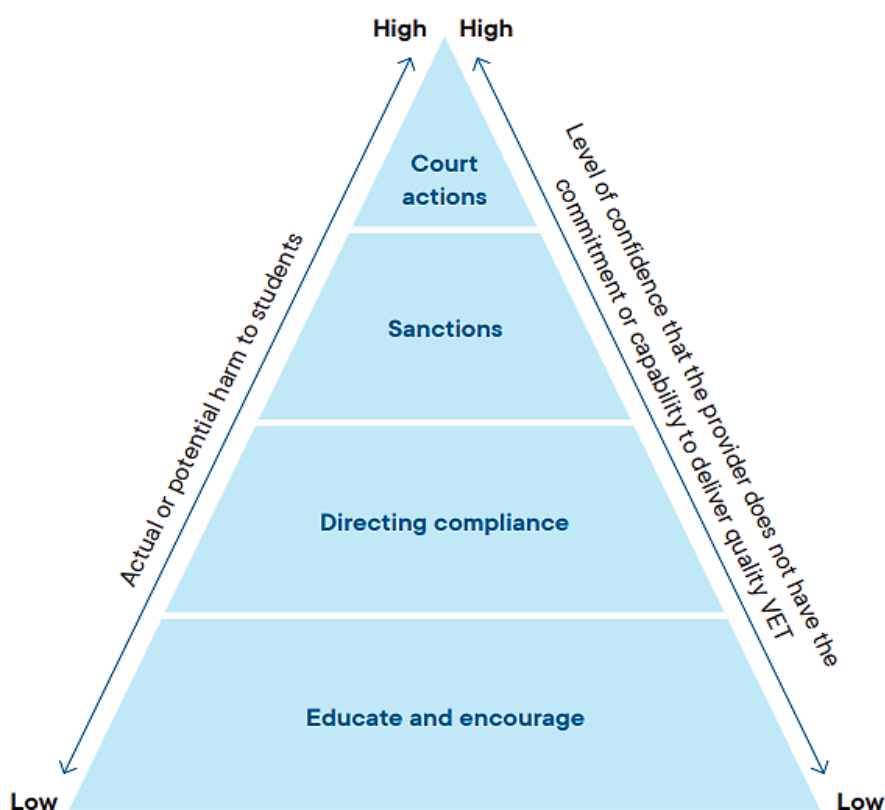 High High
Court
actions
Sanctions
Directing compliance
Educate and encourage
Actual or potential harm to students
Level of confidence that the provider does not have the
commitment or capability to deliver quality VET
Low Low